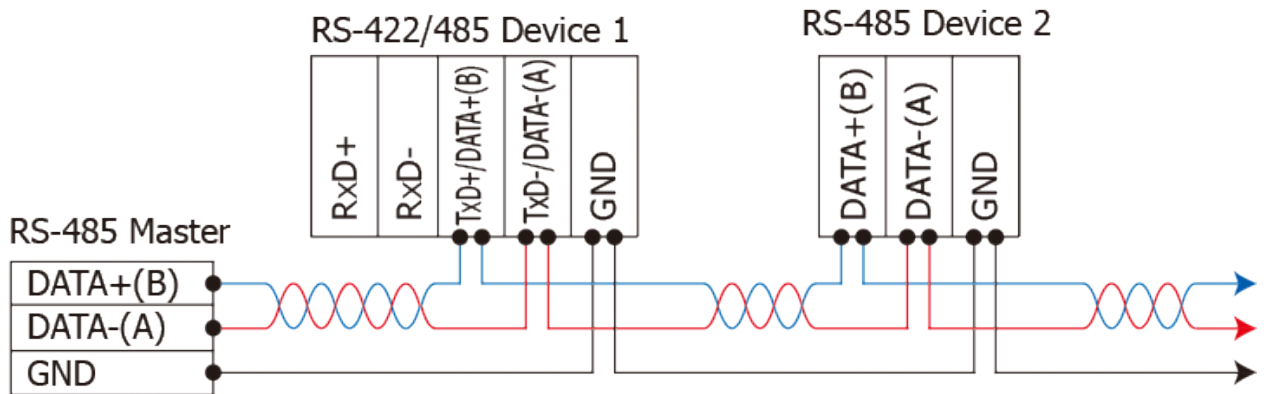 RS-422/485 Device 1
RS-485 Device 2
RxD+
RxD-
TxD+/DATA+(B)
TxD-/DATA-(A)
GND
DATA+(B)
DATA-(A)
GND
RS-485 Master
DATA+(B)
DATA-(A)
GND